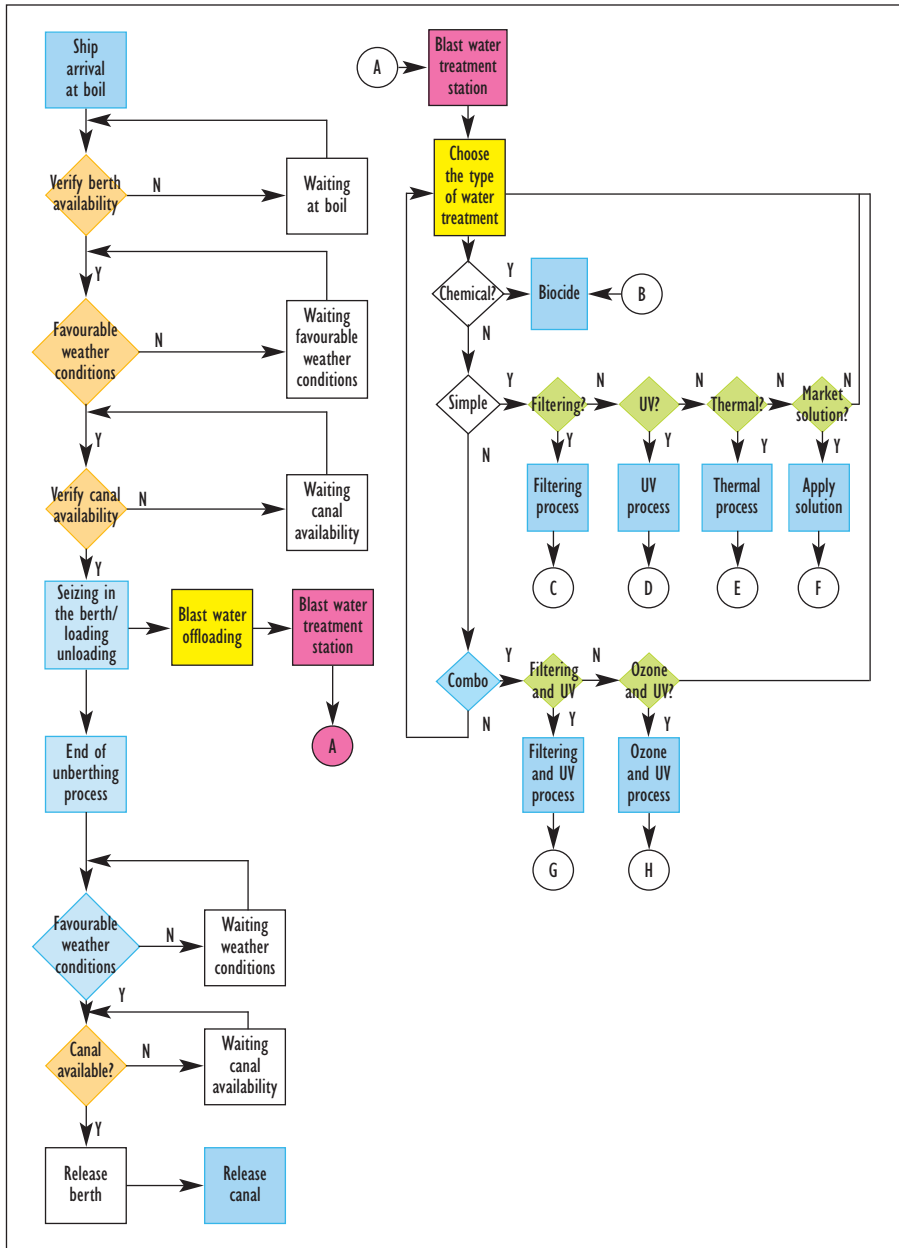 Ship
arrival
at boil
Verify berth
availability
N
Waiting
at boil
Y
Favourable
weather
conditions
N
Waiting
favourable
weather
conditions
Y
Verify canal
availability
N
Waiting
canal
availability
Y
Seizing in
the berth/
loading
unloading
Blast water
offloading
Blast water
treatment
station
A
End of
unberthing
process
Favourable
weather
conditions
N
Waiting
weather
conditions
Y
Canal
available?
N
Waiting
canal
availability
Y
Release
berth
Release
canal
A
Blast water
treatment
station
Choose
the type
of water
treatment
Chemical?
Y
Biocide
B
N
Simple
Y
Filtering?
N
UV?
N
Thermal?
N
Market
solution?
N
N
Y
Y
Y
Y
Filtering
process
UV
process
Thermal
process
Apply
solution
C
D
E
F
Combo
Y
Filtering
and UV
N
Ozone
and UV?
N
Y
Y
Filtering
and UV
process
Ozone
and UV
process
G
H